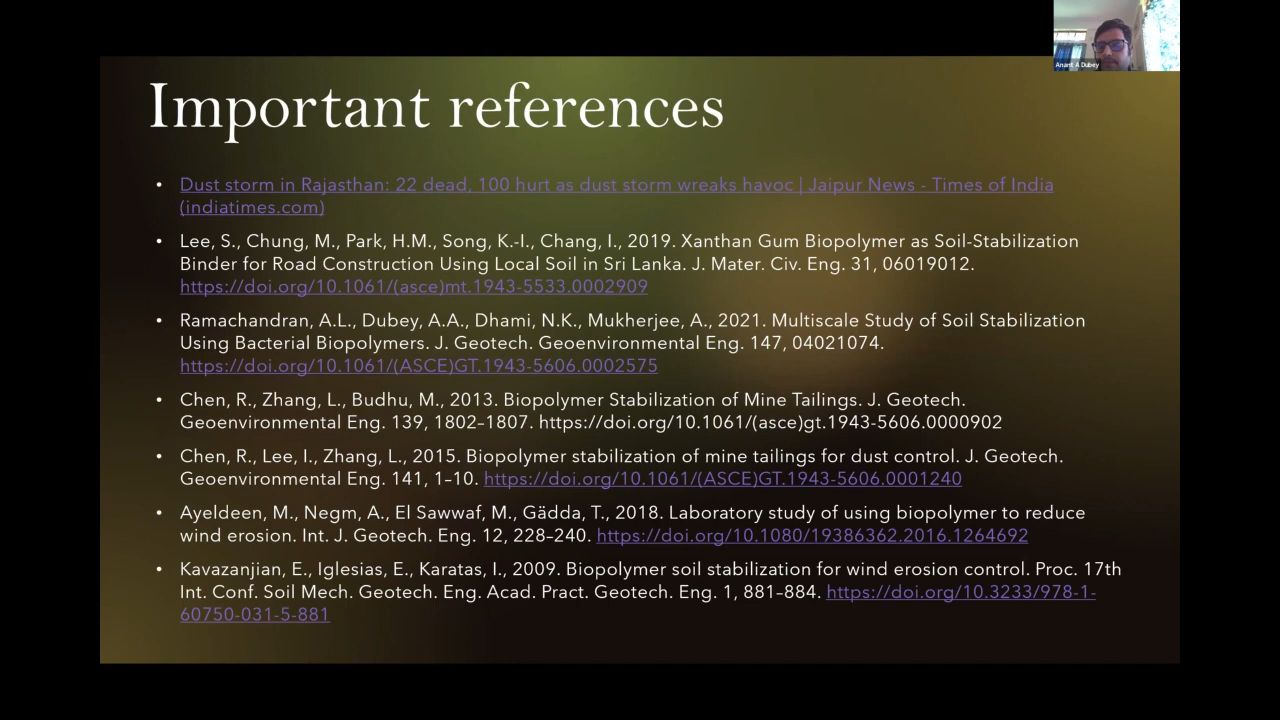 Anant A Dubey
Important references
• Dust storm in Rajasthan: 22 dead, 100 hurt as dust storm wreaks havoc | Jaipur News - Times of India
(indiatimes.com)
• Lee, S., Chung, M., Park, H.M., Song, K.-I., Chang, I., 2019. Xanthan Gum Biopolymer as Soil-Stabilization
Binder for Road Construction Using Local Soil in Sri Lanka. J. Mater. Civ. Eng. 31, 06019012.
https://doi.org/10.1061/(asce)mt.1943-5533.0002909
• Ramachandran, A.L., Dubey, A.A., Dhami, N.K., Mukherjee, A., 2021. Multiscale Study of Soil Stabilization
Using Bacterial Biopolymers. J. Geotech. Geoenvironmental Eng. 147, 04021074.
https://doi.org/10.1061/(ASCE)GT.1943-5606.0002575
• Chen, R., Zhang, L., Budhu, M., 2013. Biopolymer Stabilization of Mine Tailings. J. Geotech.
Geoenvironmental Eng. 139, 1802–1807. https://doi.org/10.1061/(asce)gt.1943-5606.0000902
• Chen, R., Lee, I., Zhang, L., 2015. Biopolymer stabilization of mine tailings for dust control. J. Geotech.
Geoenvironmental Eng. 141, 1–10. https://doi.org/10.1061/(ASCE)GT.1943-5606.0001240
• Ayeldeen, M., Negm, A., El Sawwaf, M., Gädda, T., 2018. Laboratory study of using biopolymer to reduce
wind erosion. Int. J. Geotech. Eng. 12, 228–240. https://doi.org/10.1080/19386362.2016.1264692
• Kavazanjian, E., Iglesias, E., Karatas, I., 2009. Biopolymer soil stabilization for wind erosion control. Proc. 17th
Int. Conf. Soil Mech. Geotech. Eng. Acad. Pract. Geotech. Eng. 1, 881–884. https://doi.org/10.3233/978-1-
60750-031-5-881